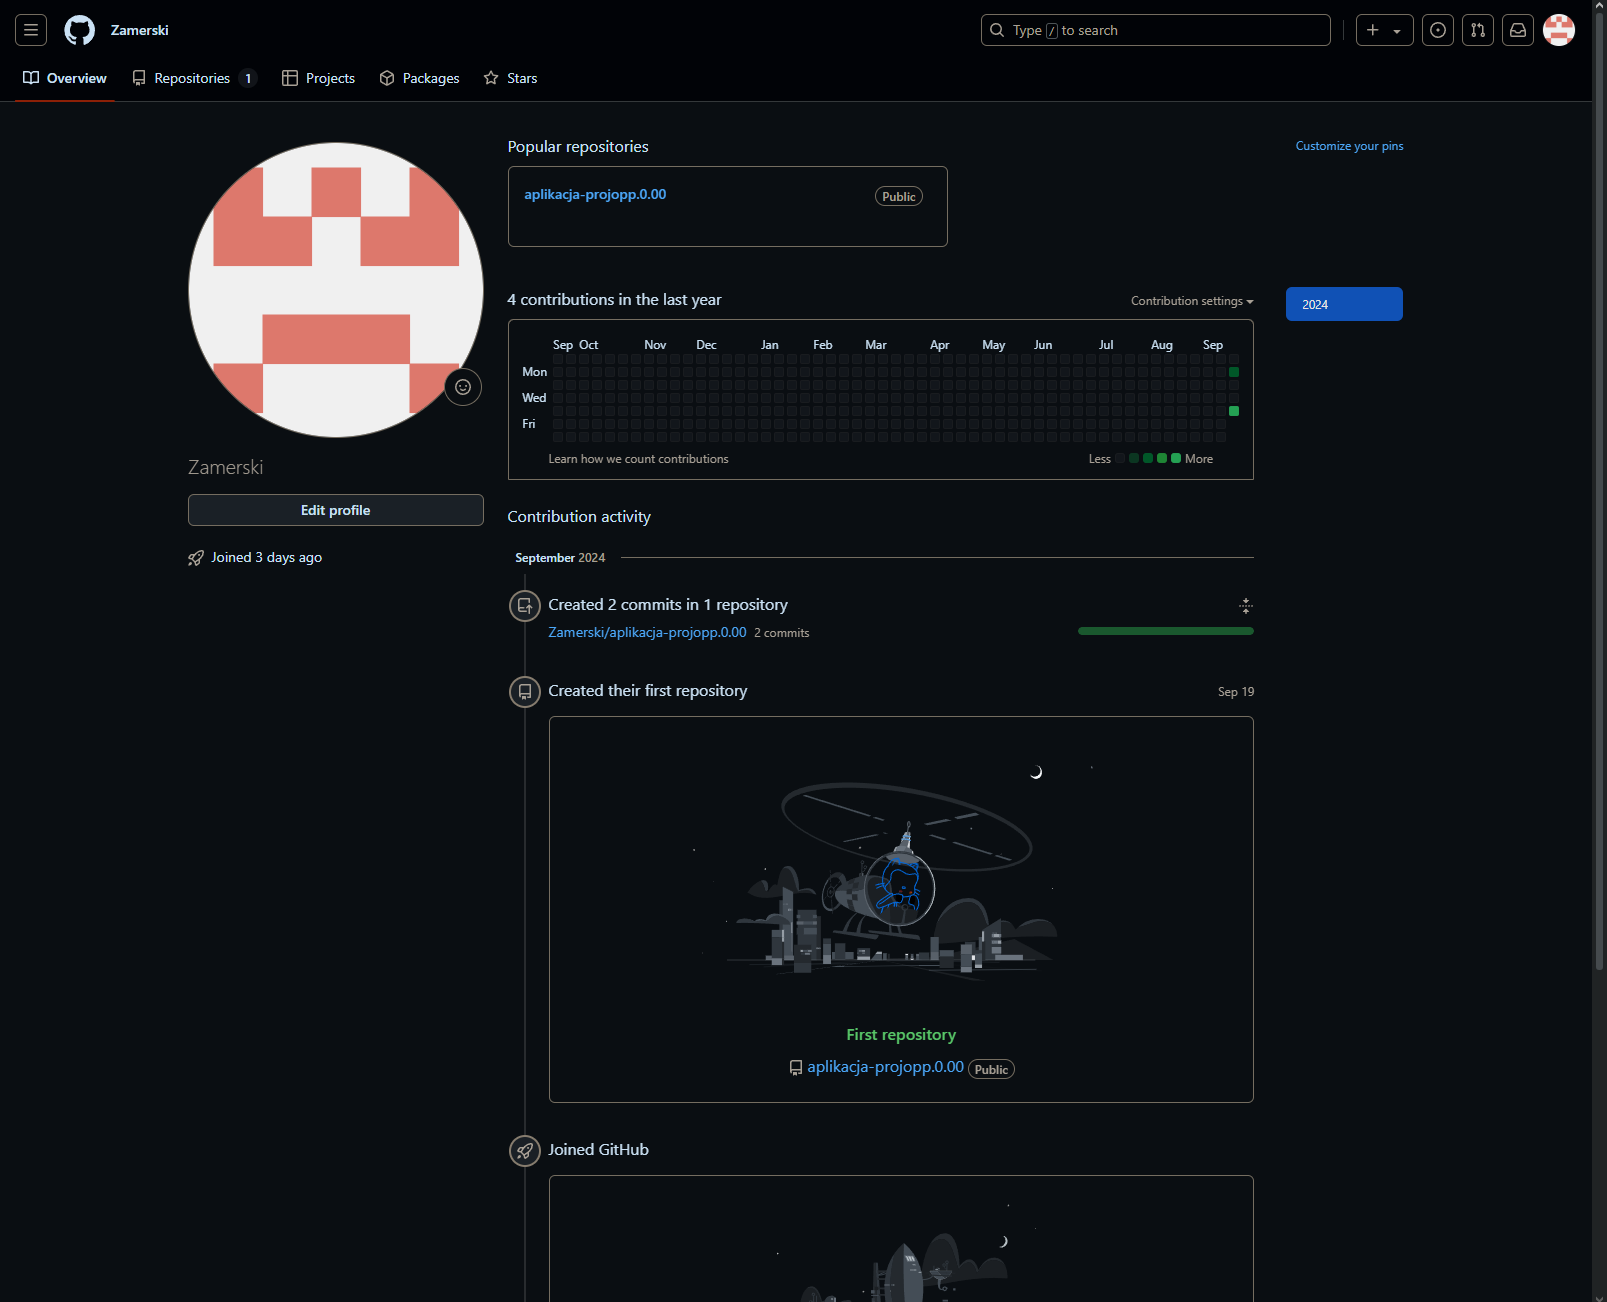 Zamerski
Type / to search
Overview
Repositories 1
Projects
Packages
Stars
Popular repositories
Customize your pins
aplikacja-projopp.0.00
Public
4 contributions in the last year
Contribution settings
2024
Sep Oct Nov Dec Jan Feb Mar Apr May Jun Jul Aug Sep
Mon
Wed
Fri
Learn how we count contributions
Less
More
Zamerski
Edit profile
Joined 3 days ago
Contribution activity
September 2024
Created 2 commits in 1 repository
Zamerski/aplikacja-projopp.0.00 2 commits
Created their first repository
Sep 19
First repository
aplikacja-projopp.0.00 Public
Joined GitHub